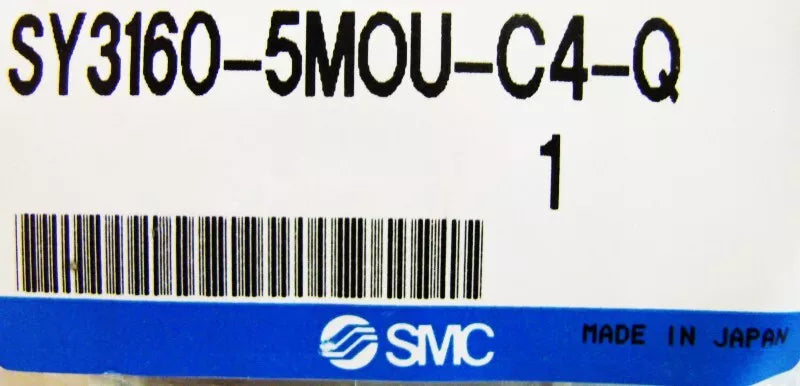 SY3160-5MOU-C4-Q
1
SMC
MADE IN JAPAN